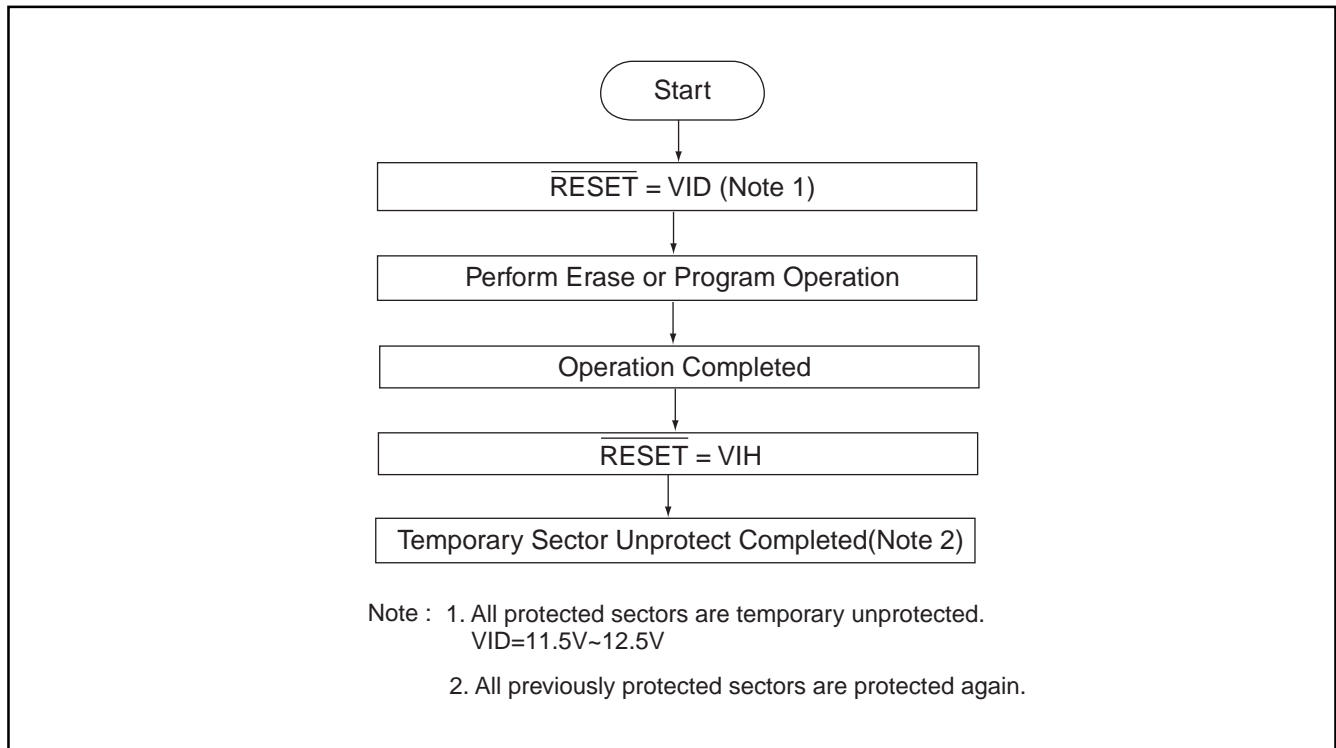 Start
R̅E̅S̅E̅T̅ = VID (Note 1)
Perform Erase or Program Operation
Operation Completed
R̅E̅S̅E̅T̅ = VIH
Temporary Sector Unprotect Completed(Note 2)
Note : 1. All protected sectors are temporary unprotected.
VID=11.5V~12.5V
2. All previously protected sectors are protected again.